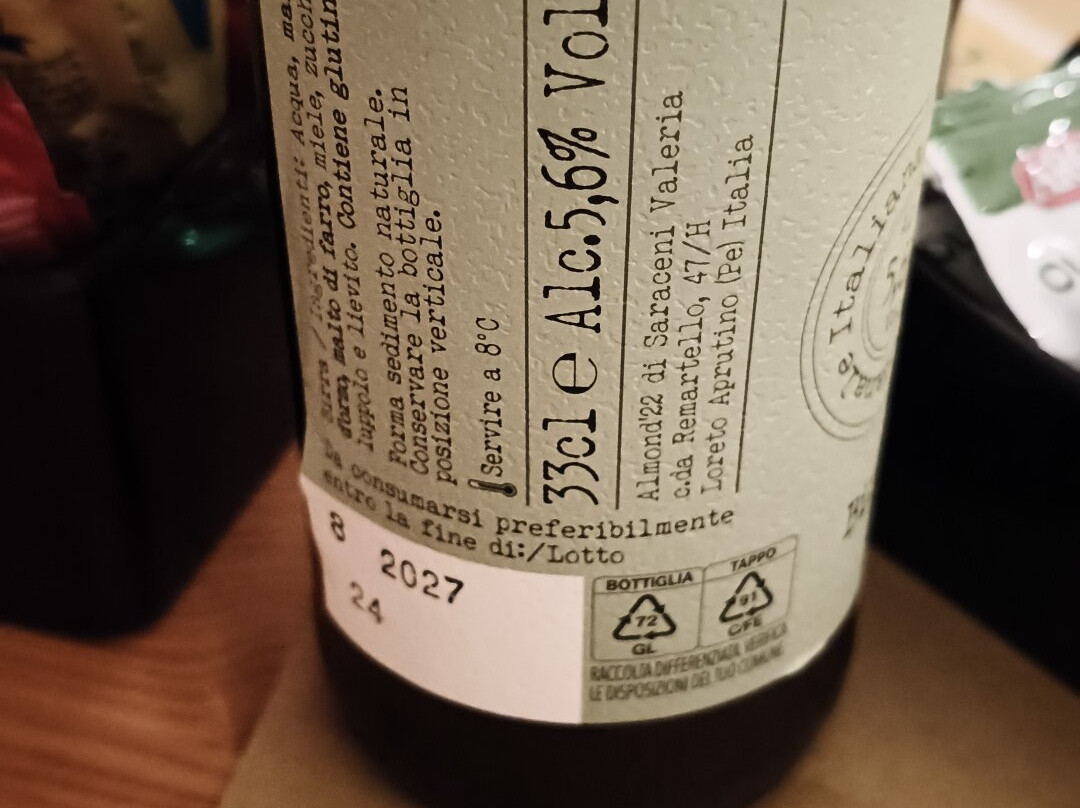 Birra / Ingredienti: Acqua,
d'orzo, malto di farro, miele,
luppolo e lievito. Contiene
Forma sedimento naturale.
Conservare la bottiglia in
posizione verticale.
Servire a 8°C
33cl e Alc.5,6% Vol
Almond'22 di Saraceni Valeria
c.da Remartello, 47/H
Loreto Aprutino (Pe) Italia
Da consumarsi preferibilmente
entro la fine di:/Lotto
8 2027
24
BOTTIGLIA
72
GL
TAPPO
91
C/FE
RACCOLTA DIFFERENZIATA. VERIFICA
LE DISPOSIZIONI DEL TUO COMUNE